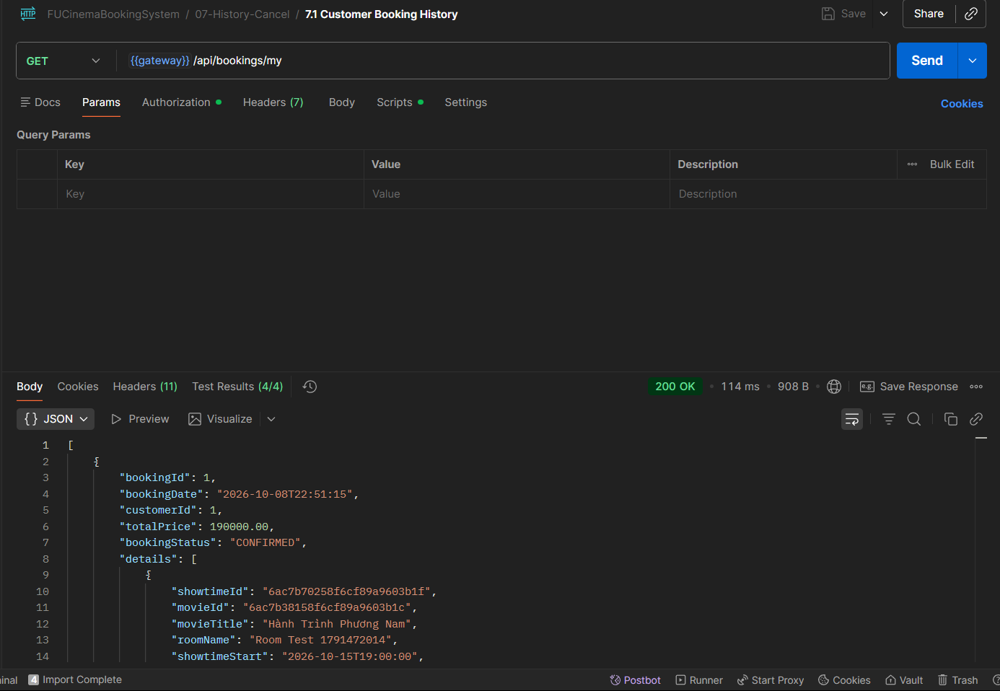 HTTP FUCinemaBookingSystem / 07-History-Cancel / 7.1 Customer Booking History Save Share
GET {{gateway}} /api/bookings/my Send
Docs Params Authorization Headers (7) Body Scripts Settings Cookies
Query Params
Key Value Description Bulk Edit
Key Value Description
Body Cookies Headers (11) Test Results (4/4) 200 OK • 114 ms • 908 B • e.g. Save Response
{} JSON Preview Visualize
1 [
2 {
3 "bookingId": 1,
4 "bookingDate": "2026-10-08T22:51:15",
5 "customerId": 1,
6 "totalPrice": 190000.00,
7 "bookingStatus": "CONFIRMED",
8 "details": [
9 {
10 "showtimeId": "6ac7b70258f6cf89a9603b1f",
11 "movieId": "6ac7b38158f6cf89a9603b1c",
12 "movieTitle": "Hành Trình Phương Nam",
13 "roomName": "Room Test 1791472014",
14 "showtimeStart": "2026-10-15T19:00:00",
inal 4 Import Complete Postbot Runner Start Proxy Cookies Vault Trash